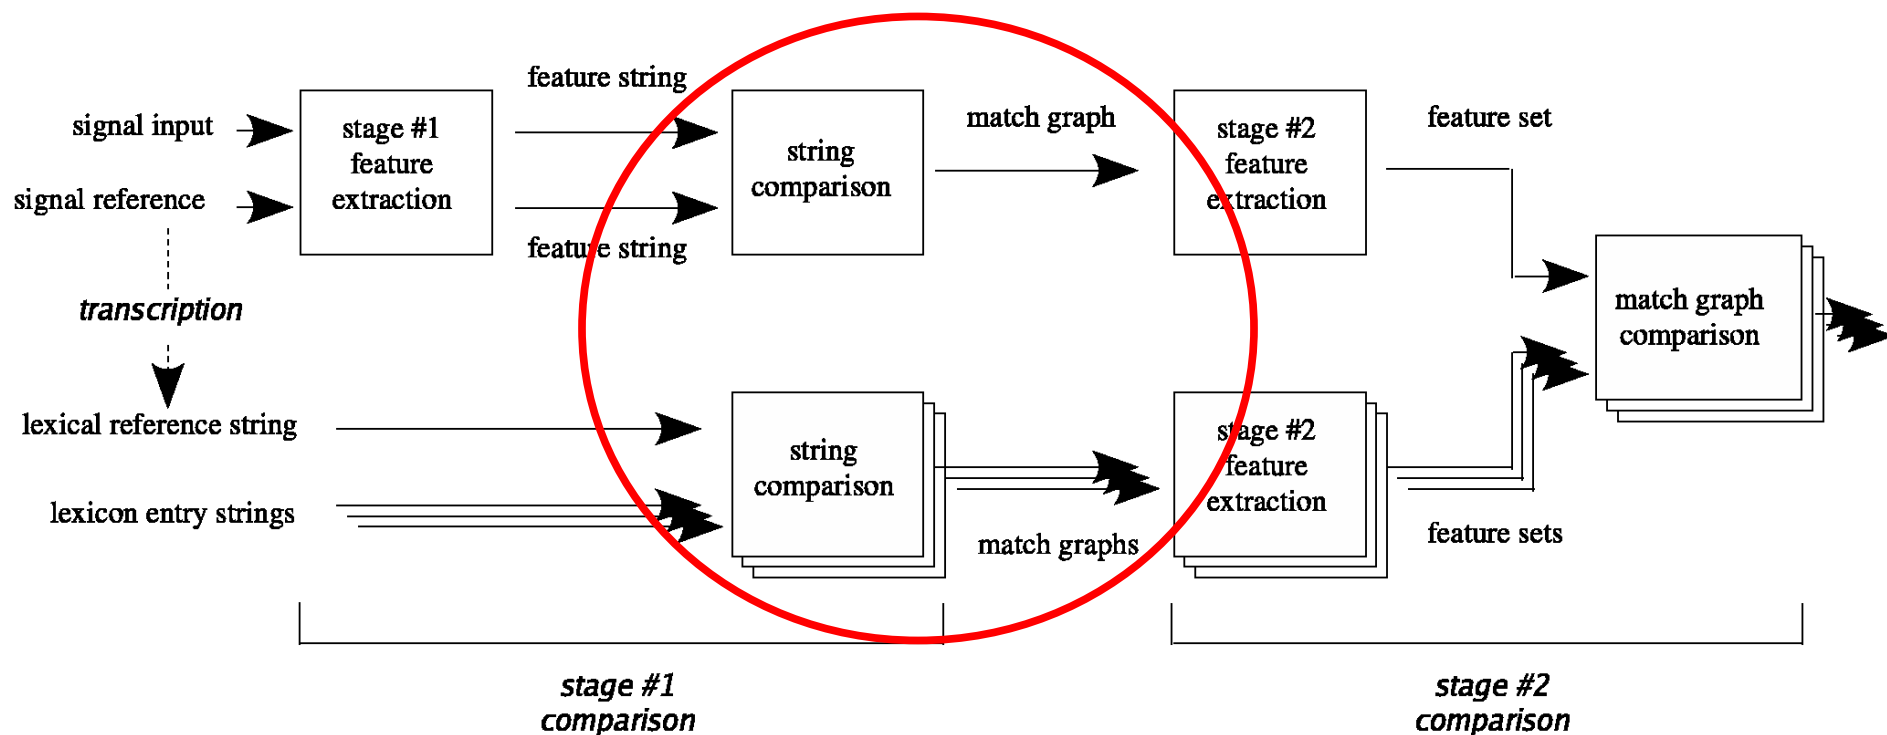 feature string
signal input
stage #1
feature
extraction
string
comparison
match graph
stage #2
feature
extraction
feature set
signal reference
feature string
transcription
match graph
comparison
lexical reference string
string
comparison
stage #2
feature
extraction
lexicon entry strings
match graphs
feature sets
stage #1
comparison
stage #2
comparison